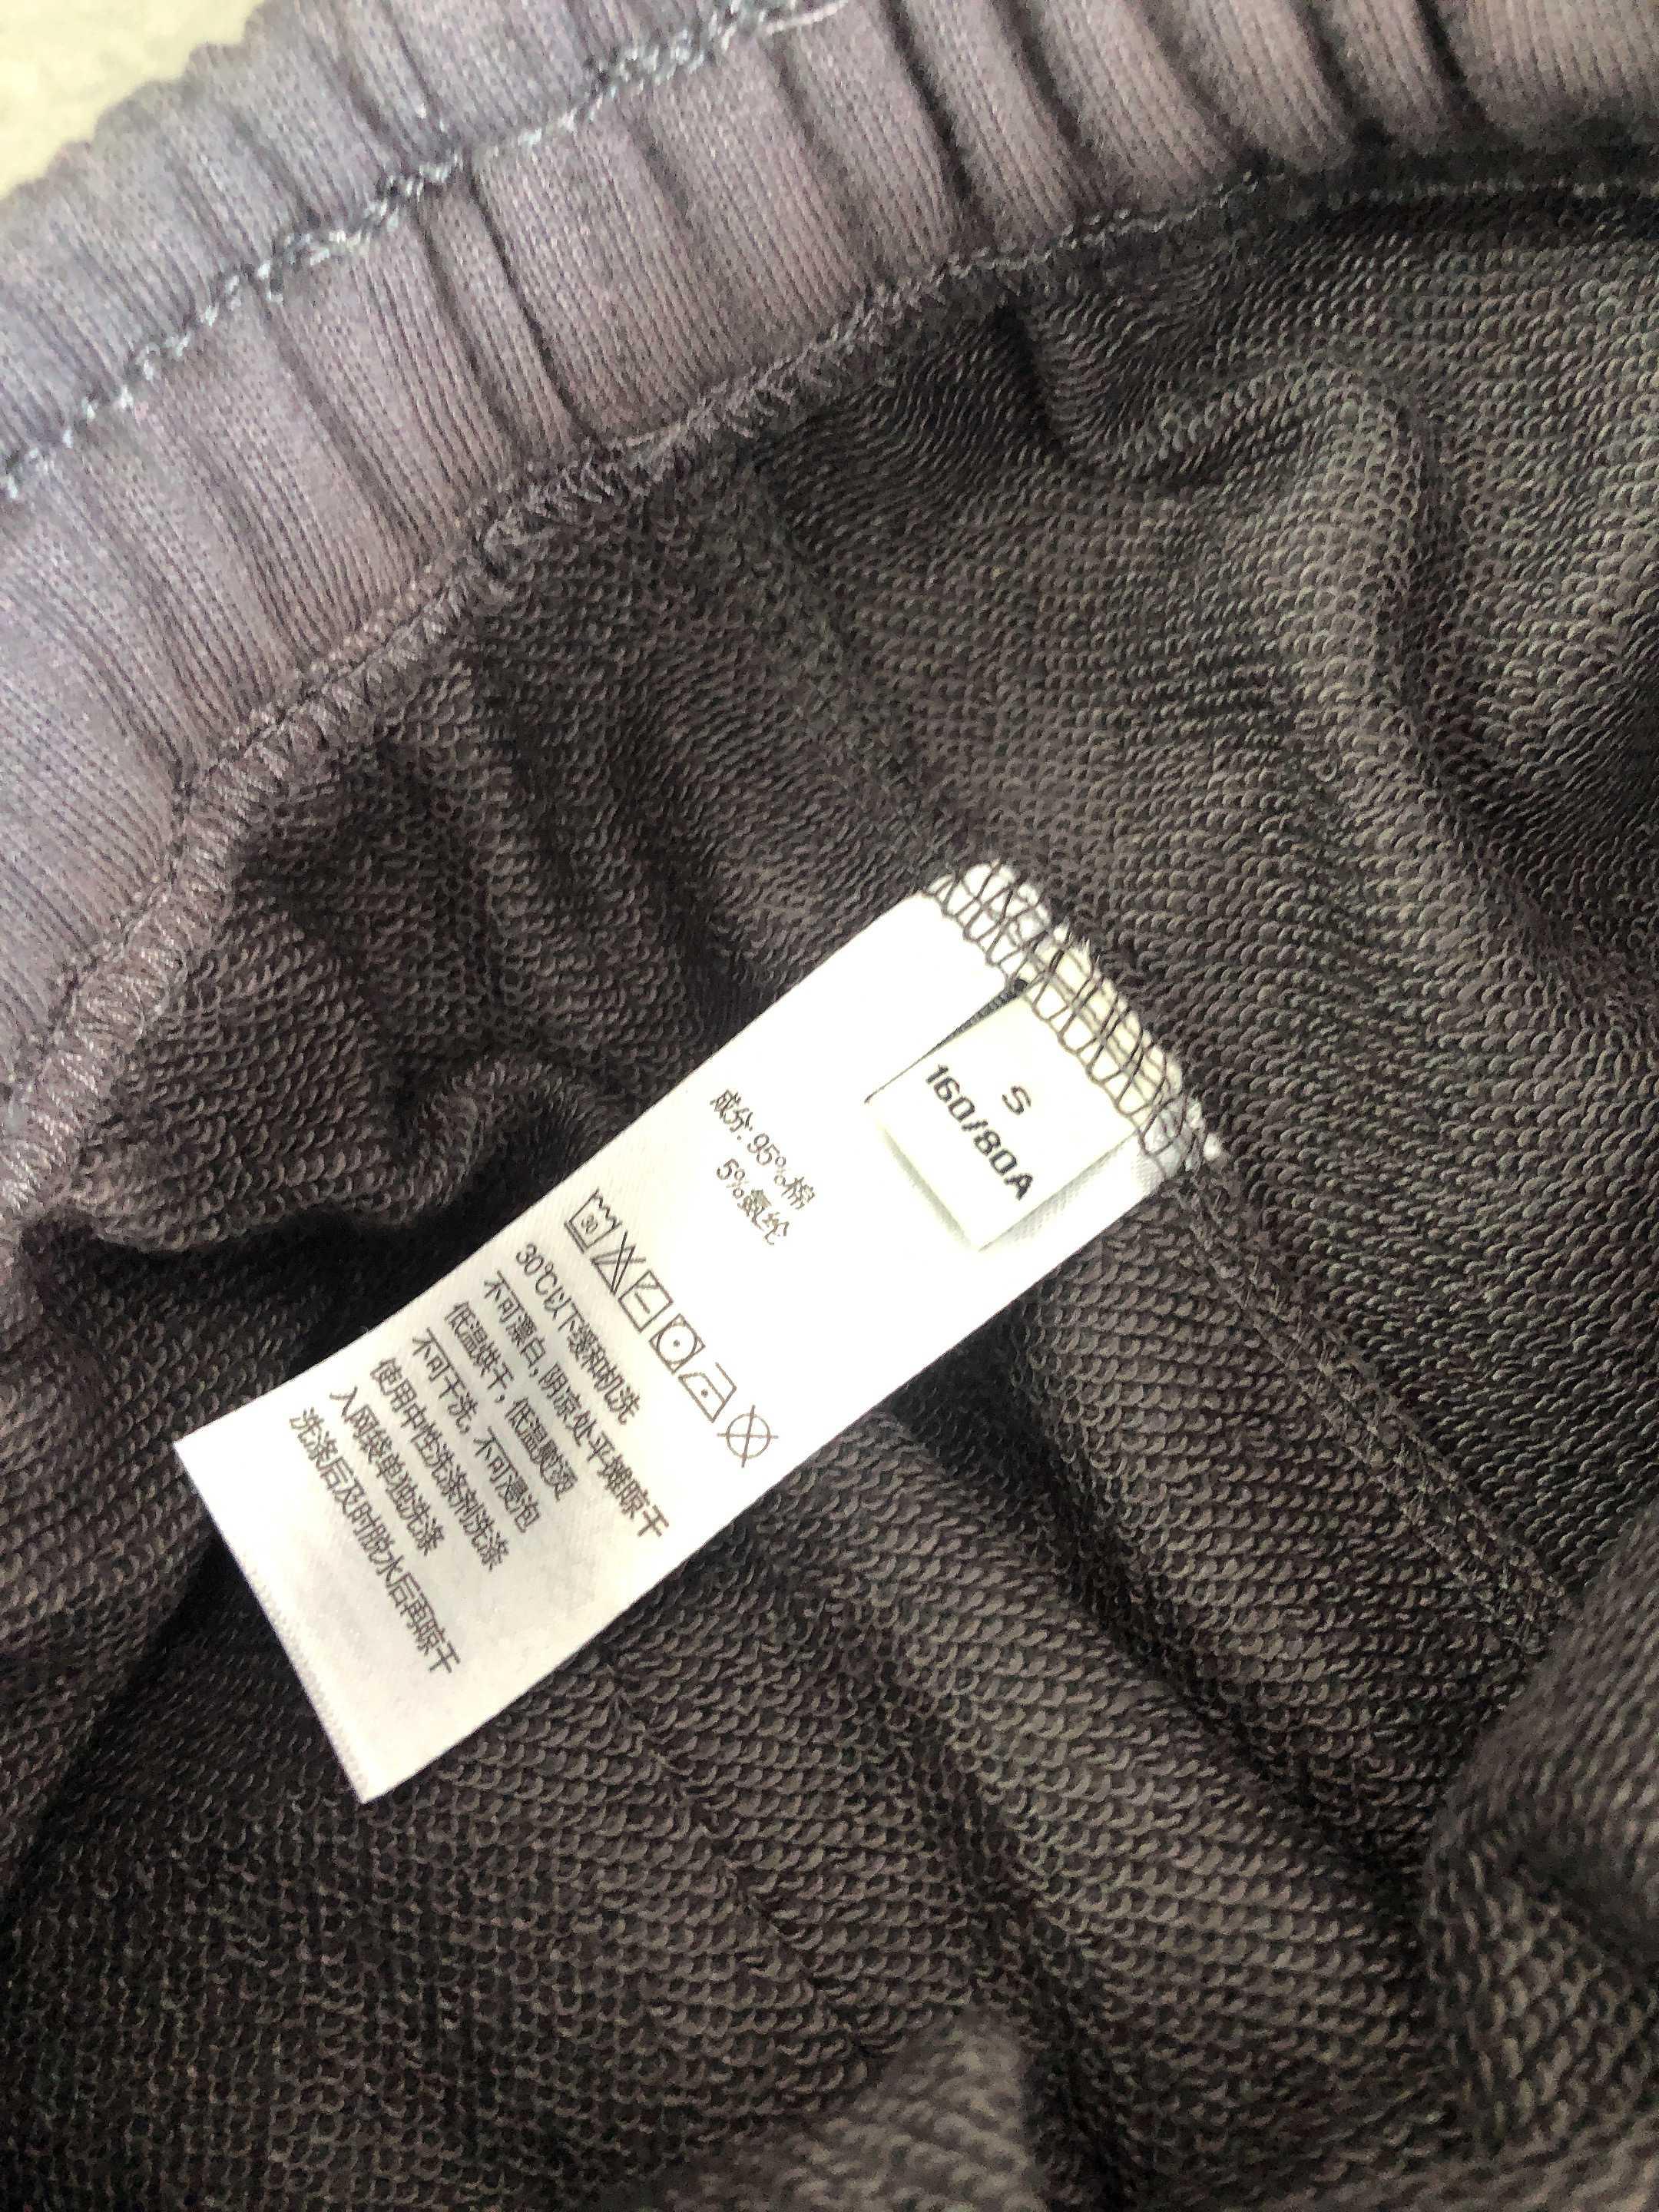 S
160/80A
成分:95%棉
5%氨纶
30
30℃以下缓和机洗
不可漂白,阴凉处平摊晾干
低温烘干,低温熨烫
不可干洗,不可浸泡
使用中性洗涤剂洗涤
入网袋单独洗涤
洗涤后及时脱水后再晾干